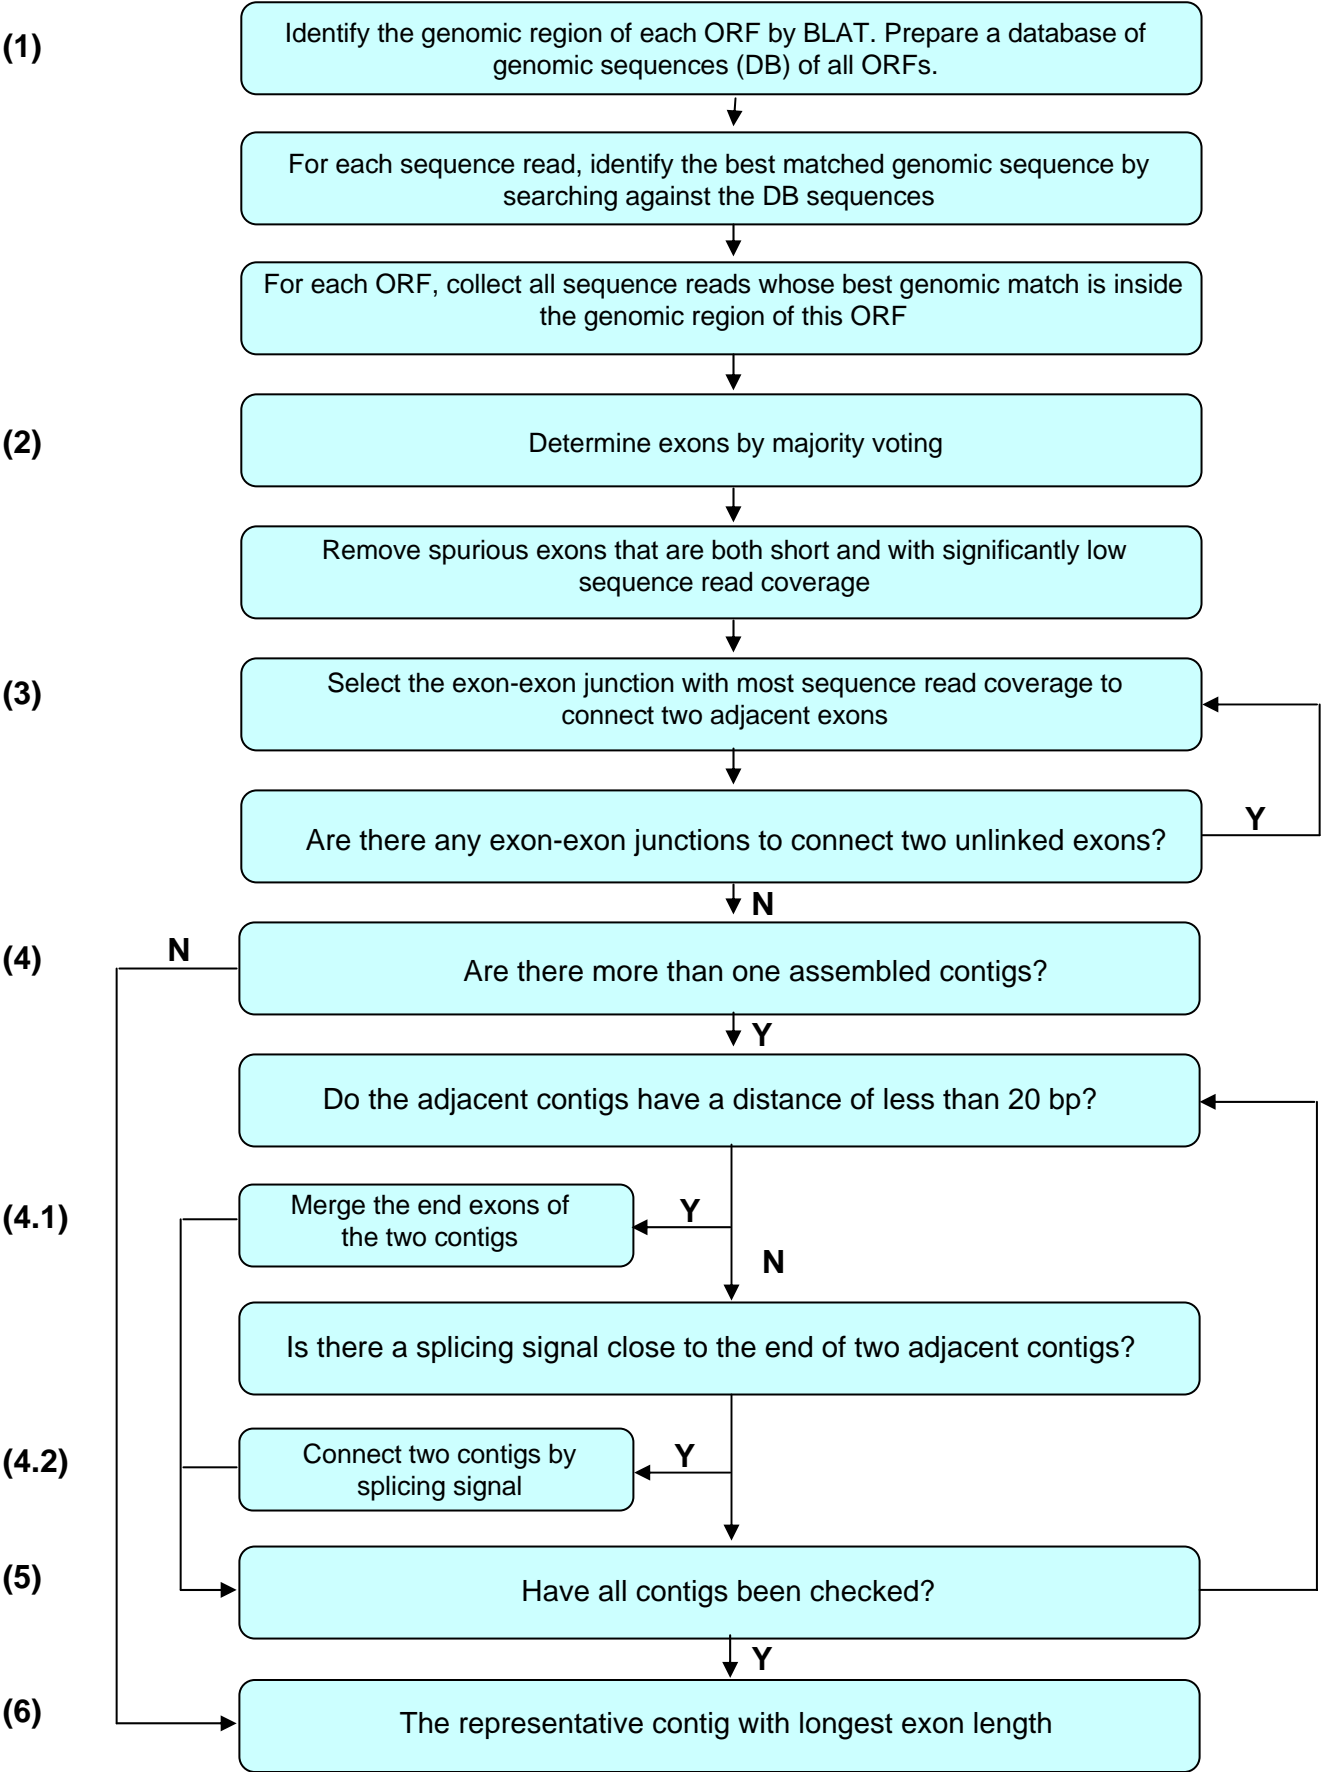 (1)
Identify the genomic region of each ORF by BLAT. Prepare a database of
genomic sequences (DB) of all ORFs.
For each sequence read, identify the best matched genomic sequence by
searching against the DB sequences
For each ORF, collect all sequence reads whose best genomic match is inside
the genomic region of this ORF
(2)
Determine exons by majority voting
Remove spurious exons that are both short and with significantly low
sequence read coverage
(3)
Select the exon-exon junction with most sequence read coverage to
connect two adjacent exons
Are there any exon-exon junctions to connect two unlinked exons?
Y
N
(4)
N
Are there more than one assembled contigs?
Y
Do the adjacent contigs have a distance of less than 20 bp?
(4.1)
Merge the end exons of
the two contigs
Y
N
Is there a splicing signal close to the end of two adjacent contigs?
(4.2)
Connect two contigs by
splicing signal
Y
(5)
Have all contigs been checked?
Y
(6)
The representative contig with longest exon length